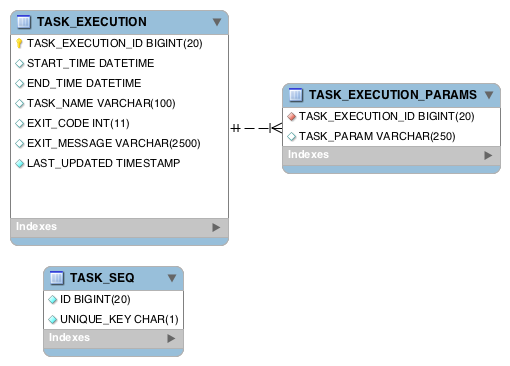 TASK_EXECUTION
TASK_EXECUTION_ID BIGINT(20)
START_TIME DATETIME
END_TIME DATETIME
TASK_NAME VARCHAR(100)
EXIT_CODE INT(11)
EXIT_MESSAGE VARCHAR(2500)
LAST_UPDATED TIMESTAMP
Indexes
TASK_EXECUTION_PARAMS
TASK_EXECUTION_ID BIGINT(20)
TASK_PARAM VARCHAR(250)
Indexes
TASK_SEQ
ID BIGINT(20)
UNIQUE_KEY CHAR(1)
Indexes